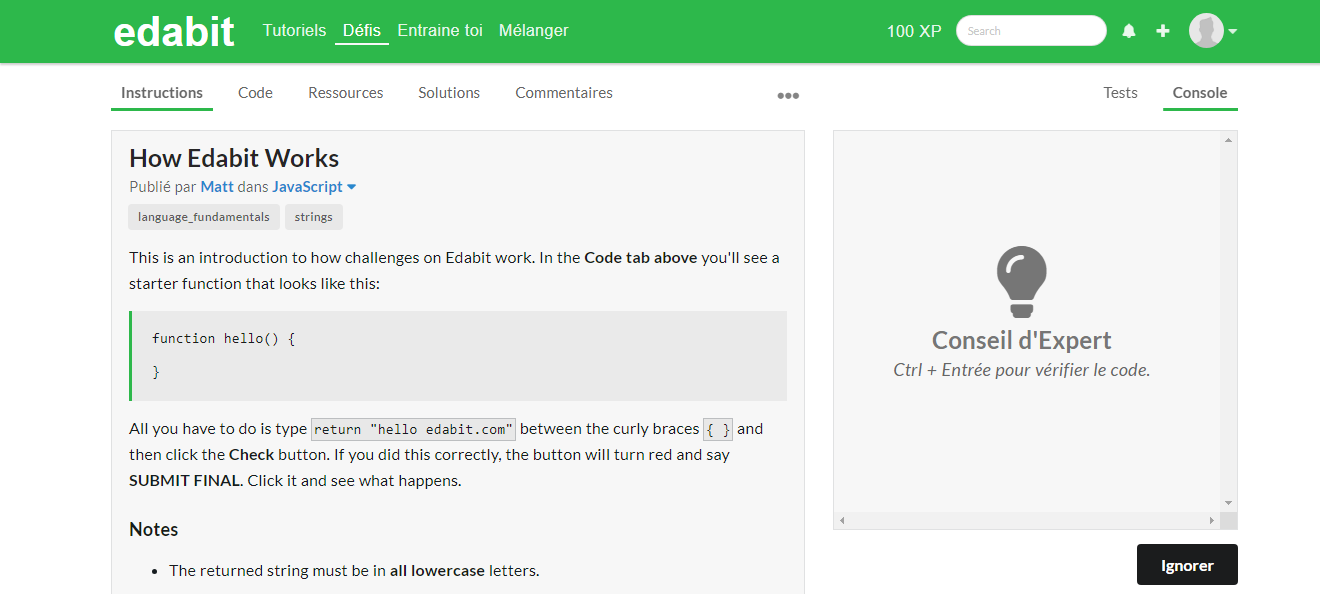 edabit Tutoriels Défis Entraine toi Mélanger 100 XP Search
Instructions Code Ressources Solutions Commentaires Tests Console
How Edabit Works
Publié par Matt dans JavaScript
language_fundamentals strings
This is an introduction to how challenges on Edabit work. In the Code tab above you'll see a
starter function that looks like this:
function hello() {
}
All you have to do is type return "hello edabit.com" between the curly braces { } and
then click the Check button. If you did this correctly, the button will turn red and say
SUBMIT FINAL. Click it and see what happens.
Notes
• The returned string must be in all lowercase letters.
Conseil d'Expert
Ctrl + Entrée pour vérifier le code.
Ignorer